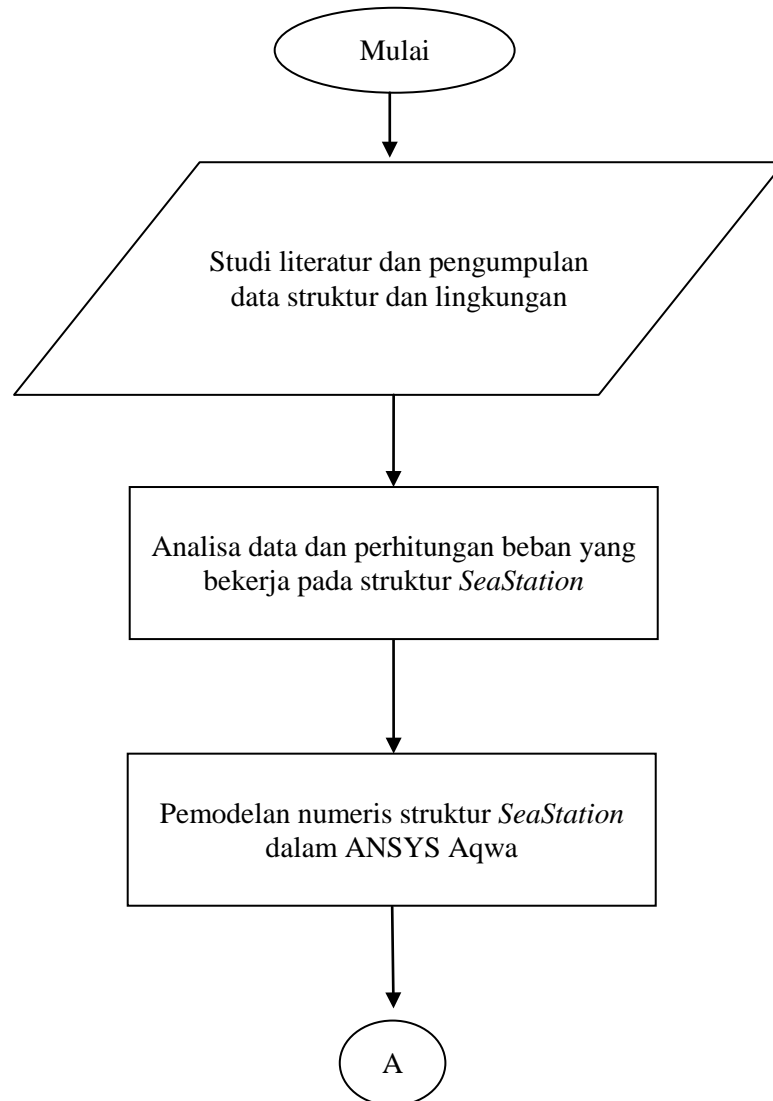 Mulai
Studi literatur dan pengumpulan
data struktur dan lingkungan
Analisa data dan perhitungan beban yang
bekerja pada struktur SeaStation
Pemodelan numeris struktur SeaStation
dalam ANSYS Aqwa
A